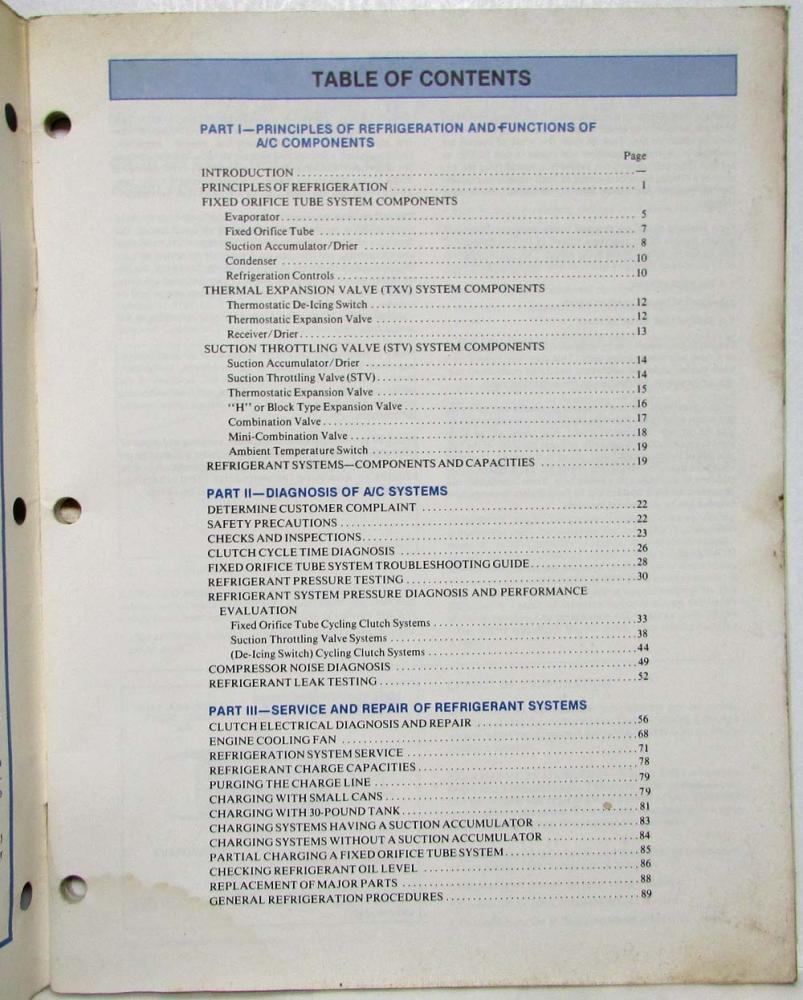 TABLE OF CONTENTS
PART I—PRINCIPLES OF REFRIGERATION AND FUNCTIONS OF
A/C COMPONENTS
Page
INTRODUCTION . . . . . —
PRINCIPLES OF REFRIGERATION . . . . . 1
FIXED ORIFICE TUBE SYSTEM COMPONENTS
Evaporator . . . . . 5
Fixed Orifice Tube . . . . . 7
Suction Accumulator/Drier . . . . . 8
Condenser . . . . . 10
Refrigeration Controls . . . . . 10
THERMAL EXPANSION VALVE (TXV) SYSTEM COMPONENTS
Thermostatic De-Icing Switch . . . . . 12
Thermostatic Expansion Valve . . . . . 12
Receiver/Drier . . . . . 13
SUCTION THROTTLING VALVE (STV) SYSTEM COMPONENTS
Suction Accumulator/Drier . . . . . 14
Suction Throttling Valve (STV) . . . . . 14
Thermostatic Expansion Valve . . . . . 15
"H" or Block Type Expansion Valve . . . . . 16
Combination Valve . . . . . 17
Mini-Combination Valve . . . . . 18
Ambient Temperature Switch . . . . . 19
REFRIGERANT SYSTEMS—COMPONENTS AND CAPACITIES . . . . . 19
PART II—DIAGNOSIS OF A/C SYSTEMS
DETERMINE CUSTOMER COMPLAINT . . . . . 22
SAFETY PRECAUTIONS . . . . . 22
CHECKS AND INSPECTIONS . . . . . 23
CLUTCH CYCLE TIME DIAGNOSIS . . . . . 26
FIXED ORIFICE TUBE SYSTEM TROUBLESHOOTING GUIDE . . . . . 28
REFRIGERANT PRESSURE TESTING . . . . . 30
REFRIGERANT SYSTEM PRESSURE DIAGNOSIS AND PERFORMANCE
EVALUATION
Fixed Orifice Tube Cycling Clutch Systems . . . . . 33
Suction Throttling Valve Systems . . . . . 38
(De-Icing Switch) Cycling Clutch Systems . . . . . 44
COMPRESSOR NOISE DIAGNOSIS . . . . . 49
REFRIGERANT LEAK TESTING . . . . . 52
PART III—SERVICE AND REPAIR OF REFRIGERANT SYSTEMS
CLUTCH ELECTRICAL DIAGNOSIS AND REPAIR . . . . . 56
ENGINE COOLING FAN . . . . . 68
REFRIGERATION SYSTEM SERVICE . . . . . 71
REFRIGERANT CHARGE CAPACITIES . . . . . 78
PURGING THE CHARGE LINE . . . . . 79
CHARGING WITH SMALL CANS . . . . . 79
CHARGING WITH 30-POUND TANK . . . . . 81
CHARGING SYSTEMS HAVING A SUCTION ACCUMULATOR . . . . . 83
CHARGING SYSTEMS WITHOUT A SUCTION ACCUMULATOR . . . . . 84
PARTIAL CHARGING A FIXED ORIFICE TUBE SYSTEM . . . . . 85
CHECKING REFRIGERANT OIL LEVEL . . . . . 86
REPLACEMENT OF MAJOR PARTS . . . . . 88
GENERAL REFRIGERATION PROCEDURES . . . . . 89